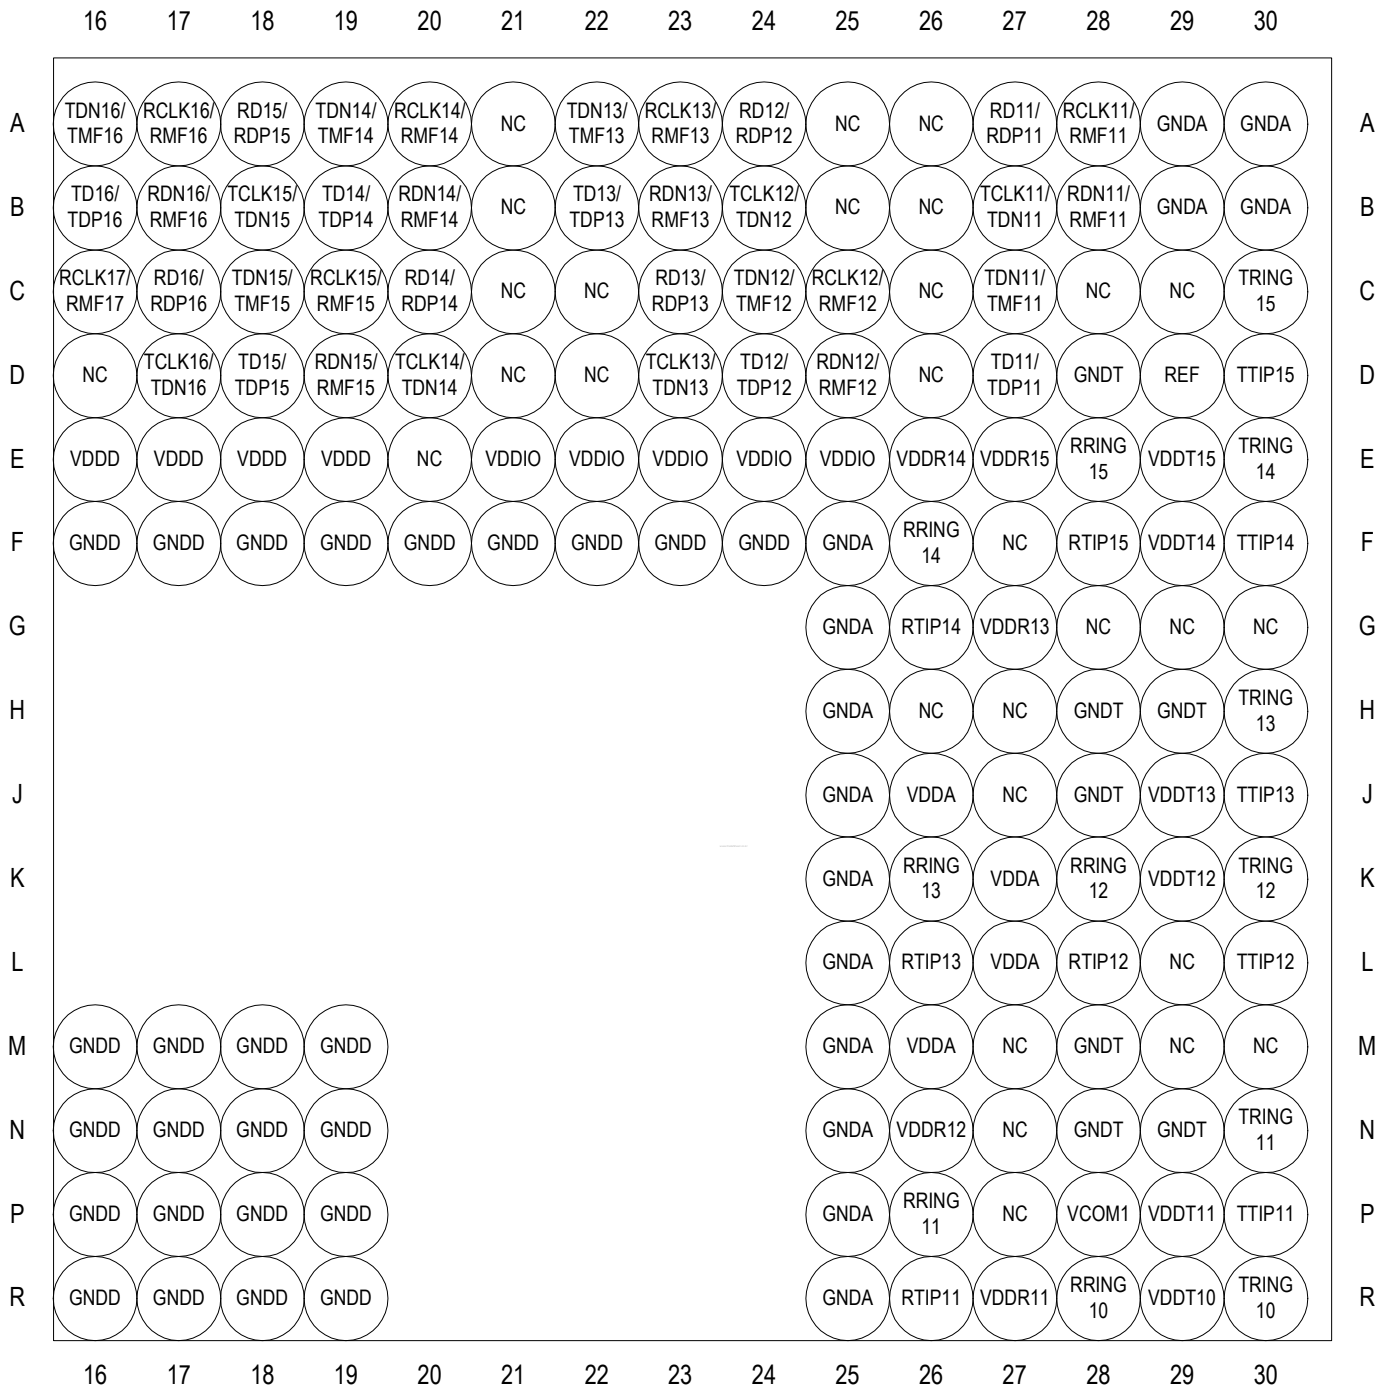 16 17 18 19 20 21 22 23 24 25 26 27 28 29 30
A TDN16/ TMF16 RCLK16/ RMF16 RD15/ RDP15 TDN14/ TMF14 RCLK14/ RMF14 NC TDN13/ TMF13 RCLK13/ RMF13 RD12/ RDP12 NC NC RD11/ RDP11 RCLK11/ RMF11 GNDA GNDA A
B TD16/ TDP16 RDN16/ RMF16 TCLK15/ TDN15 TD14/ TDP14 RDN14/ RMF14 NC TD13/ TDP13 RDN13/ RMF13 TCLK12/ TDN12 NC NC TCLK11/ TDN11 RDN11/ RMF11 GNDA GNDA B
C RCLK17/ RMF17 RD16/ RDP16 TDN15/ TMF15 RCLK15/ RMF15 RD14/ RDP14 NC NC RD13/ RDP13 TDN12/ TMF12 RCLK12/ RMF12 NC TDN11/ TMF11 NC NC TRING 15 C
D NC TCLK16/ TDN16 TD15/ TDP15 RDN15/ RMF15 TCLK14/ TDN14 NC NC TCLK13/ TDN13 TD12/ TDP12 RDN12/ RMF12 NC TD11/ TDP11 GNDT REF TTIP15 D
E VDDD VDDD VDDD VDDD NC VDDIO VDDIO VDDIO VDDIO VDDIO VDDR14 VDDR15 RRING 15 VDDT15 TRING 14 E
F GNDD GNDD GNDD GNDD GNDD GNDD GNDD GNDD GNDD GNDA RRING 14 NC RTIP15 VDDT14 TTIP14 F
G GNDA RTIP14 VDDR13 NC NC NC G
H GNDA NC NC GNDT GNDT TRING 13 H
J GNDA VDDA NC GNDT VDDT13 TTIP13 J
K GNDA RRING 13 VDDA RRING 12 VDDT12 TRING 12 K
L GNDA RTIP13 VDDA RTIP12 NC TTIP12 L
M GNDD GNDD GNDD GNDD GNDA VDDA NC GNDT NC NC M
N GNDD GNDD GNDD GNDD GNDA VDDR12 NC GNDT GNDT TRING 11 N
P GNDD GNDD GNDD GNDD GNDA RRING 11 NC VCOM1 VDDT11 TTIP11 P
R GNDD GNDD GNDD GNDD GNDA RTIP11 VDDR11 RRING 10 VDDT10 TRING 10 R
16 17 18 19 20 21 22 23 24 25 26 27 28 29 30